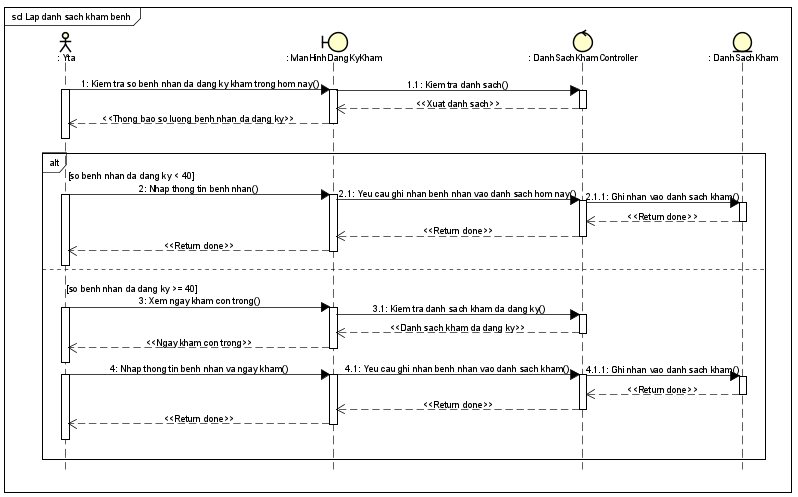 sd Lap danh sach kham benh
: Yta
: ManHinhDangKyKham
: DanhSachKhamController
: DanhSachKham
1: Kiem tra so benh nhan da dang ky kham trong hom nay()
1.1: Kiem tra danh sach()
<<Xuat danh sach>>
<<Thong bao so luong benh nhan da dang ky>>
alt
[so benh nhan da dang ky < 40]
2: Nhap thong tin benh nhan()
2.1: Yeu cau ghi nhan benh nhan vao danh sach hom nay()
2.1.1: Ghi nhan vao danh sach kham()
<<Return done>>
<<Return done>>
<<Return done>>
[so benh nhan da dang ky >= 40]
3: Xem ngay kham con trong()
3.1: Kiem tra danh sach kham da dang ky()
<<Danh sach kham da dang ky>>
<<Ngay kham con trong>>
4: Nhap thong tin benh nhan va ngay kham()
4.1: Yeu cau ghi nhan benh nhan vao danh sach kham()
4.1.1: Ghi nhan vao danh sach kham()
<<Return done>>
<<Return done>>
<<Return done>>